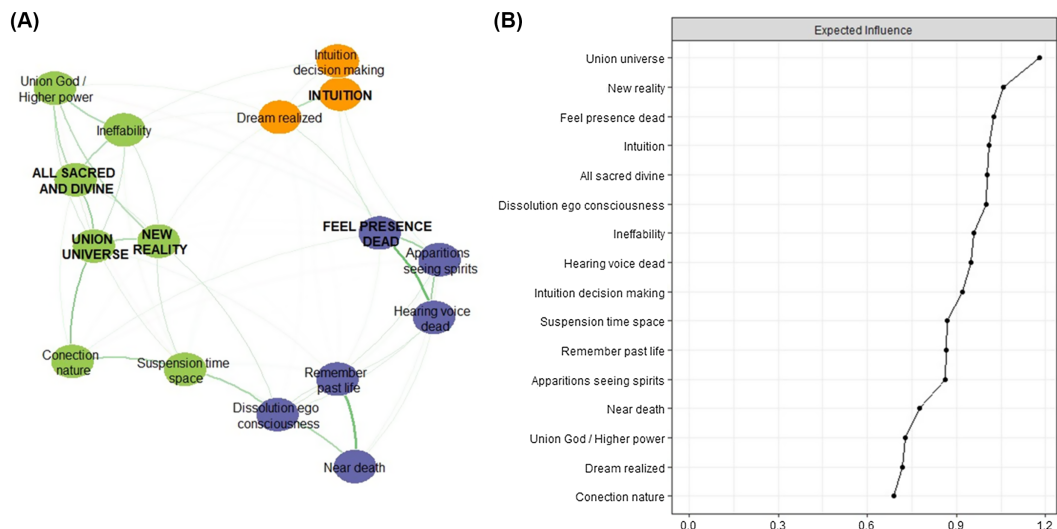 (A)
Intuition
decision making
INTUITION
Dream realized
Union God /
Higher power
Ineffability
ALL SACRED
AND DIVINE
UNION
UNIVERSE
NEW
REALITY
FEEL PRESENCE
DEAD
Apparitions
seeing spirits
Hearing voice
dead
Conection
nature
Suspension time
space
Remember
past life
Dissolution ego
consciousness
Near death
(B)
Expected Influence
Union universe
New reality
Feel presence dead
Intuition
All sacred divine
Dissolution ego consciousness
Ineffability
Hearing voice dead
Intuition decision making
Suspension time space
Remember past life
Apparitions seeing spirits
Near death
Union God / Higher power
Dream realized
Conection nature
0.0 0.3 0.6 0.9 1.2